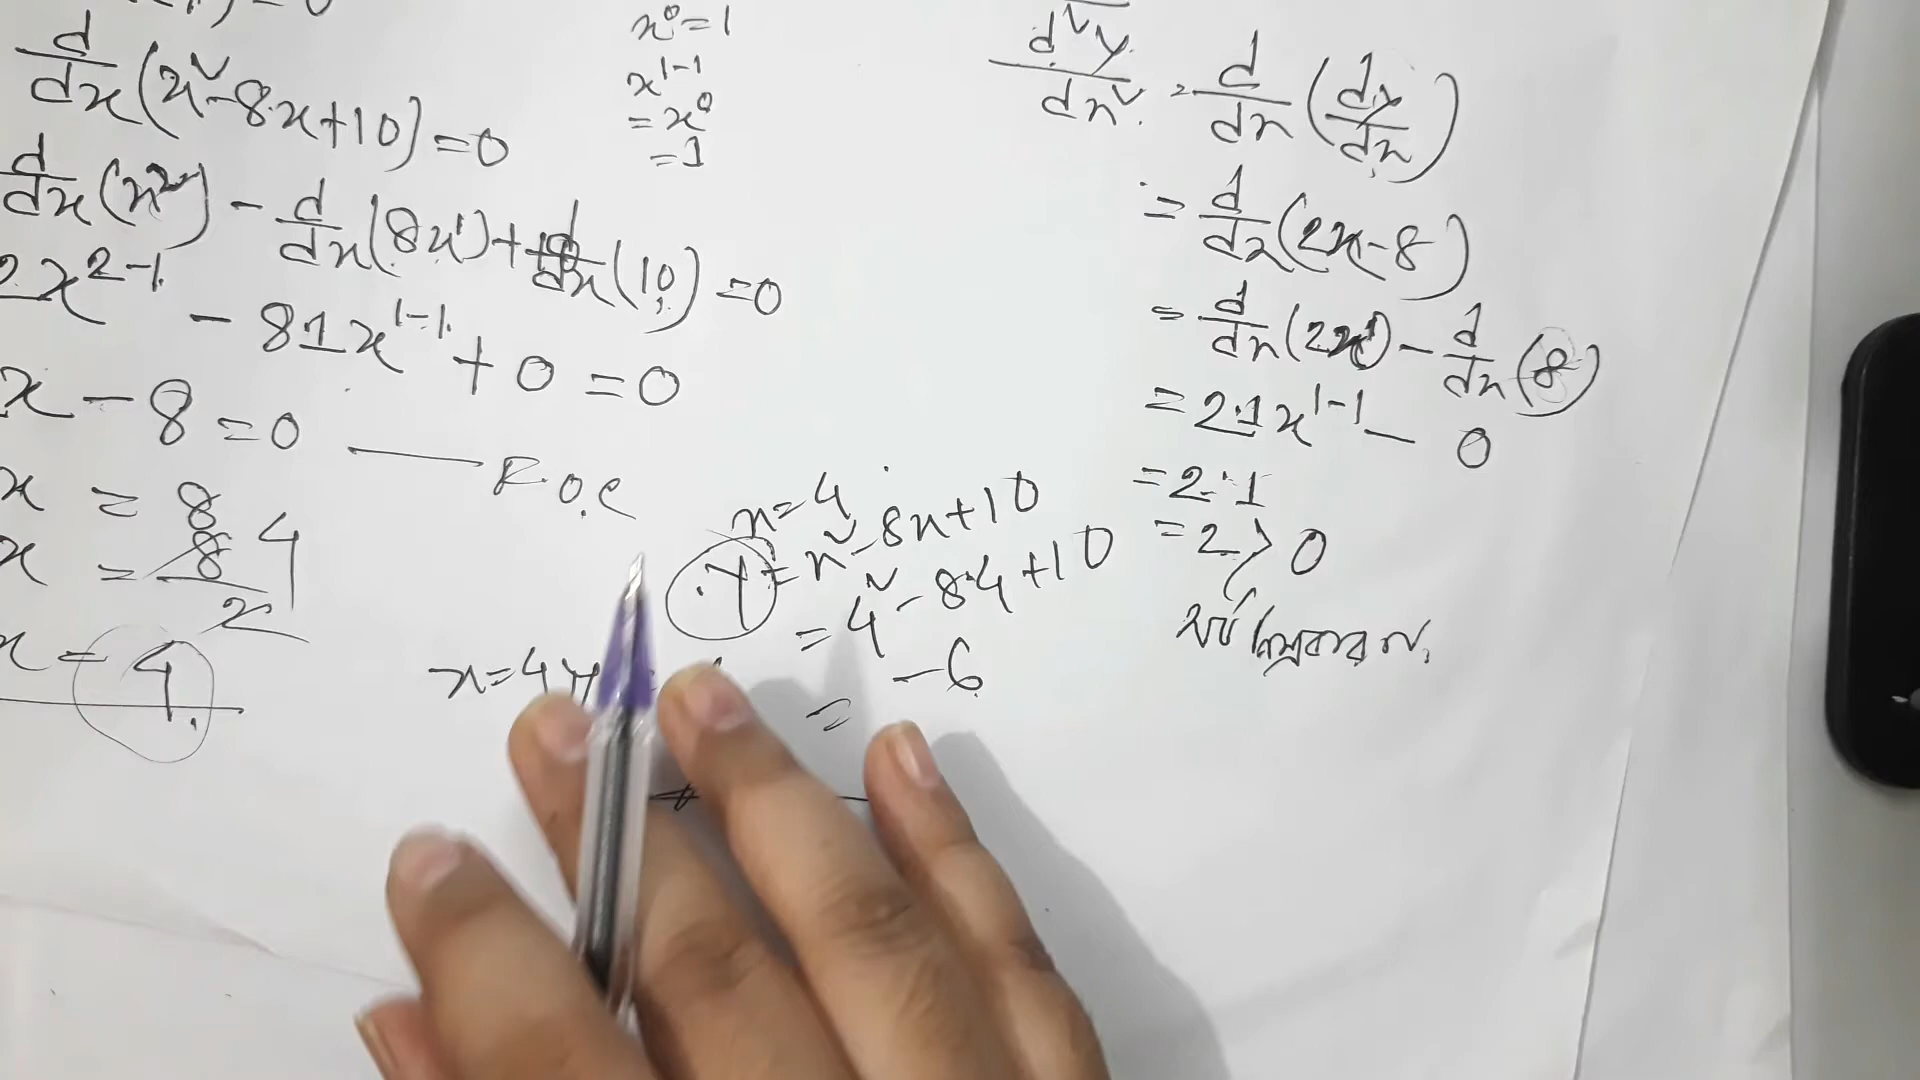 d/dx (x² - 8x + 10) = 0
d/dx (x²) - d/dx (8x¹) + d/dx (10) = 0
2x²⁻¹ - 81x¹⁻¹ + 0 = 0
x - 8 = 0 —— F.O.C
x = 8
x = 8/2 4
x = 4
x⁰ = 1
x¹⁻¹
= x⁰
= 1
x = 4
y = x² - 8x + 10
= 4² - 8·4 + 10
= -6
x = 4 y
d²y/dx² = d/dx (dy/dx)
= d/dx (2x - 8)
= d/dx (2x¹) - d/dx (8)
= 2·1x¹⁻¹ - 0
= 2·1
= 2 > 0